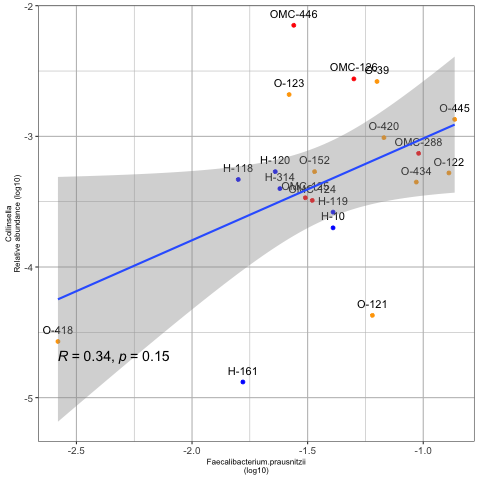 -2
OMC-446
OMC-126
O-39
O-123
O-445
O-420
-3
OMC-288
H-120
O-152
O-122
H-118
H-314
O-434
OMC-124
H-119
H-10
Collinsella
Relative abundance (log10)
-4
O-121
O-418
R = 0.34, p = 0.15
H-161
-5
-2.5
-2.0
-1.5
-1.0
Faecalibacterium.prausnitzii
(log10)